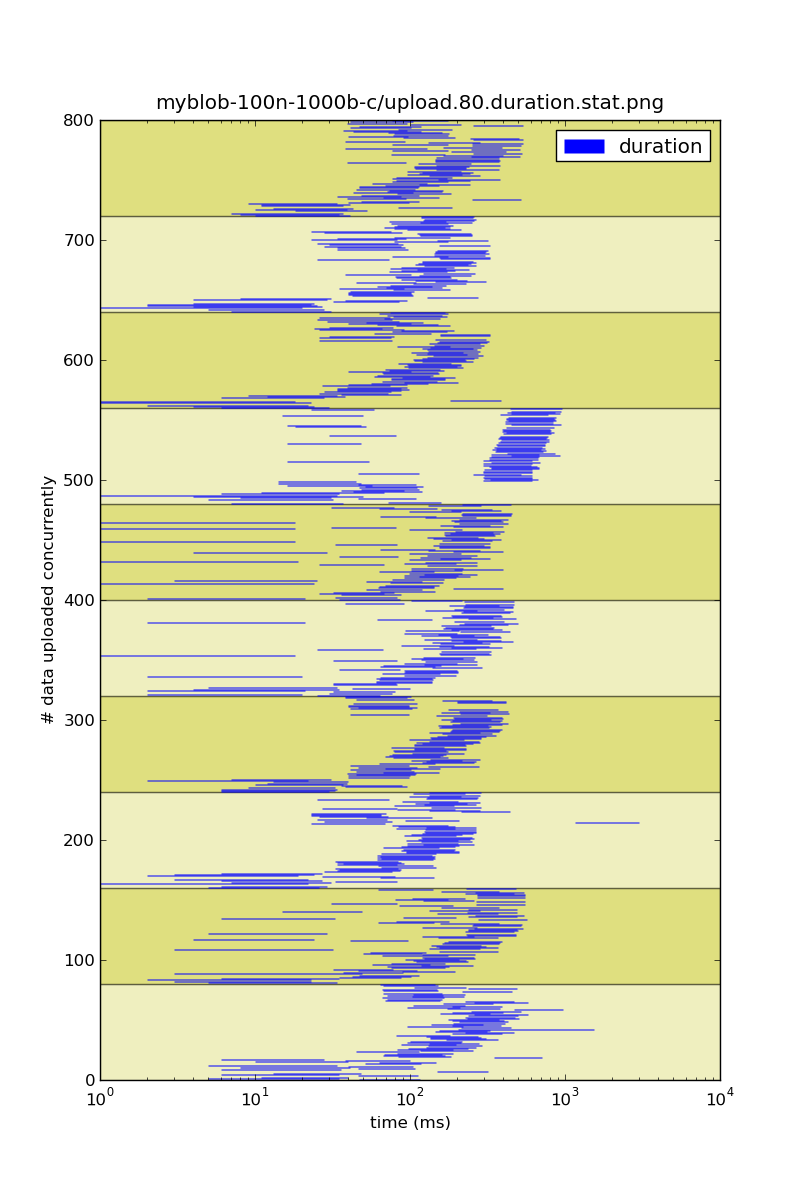 myblob-100n-1000b-c/upload.80.duration.stat.png
duration
800
700
600
500
400
300
200
100
0
# data uploaded concurrently
10^0 10^1 10^2 10^3 10^4
time (ms)